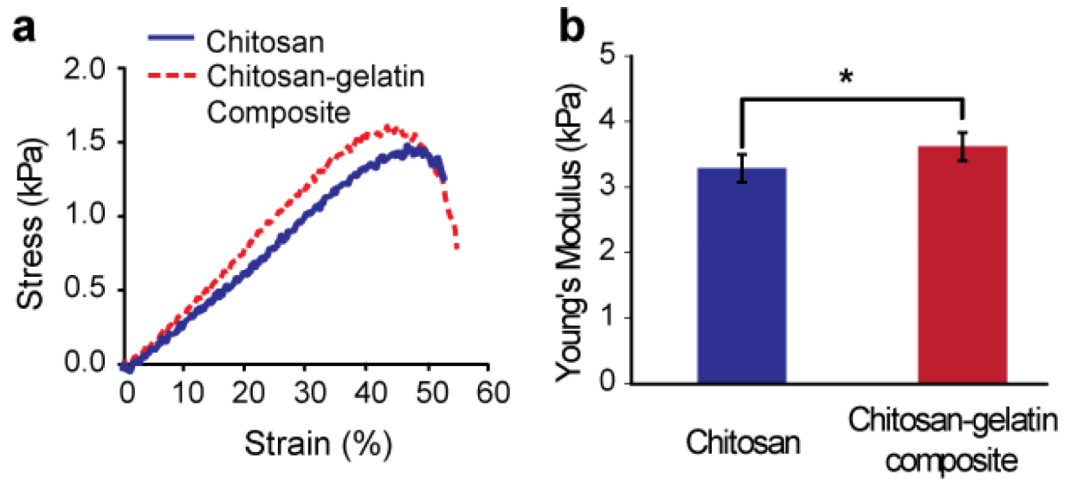 a
Chitosan
Chitosan-gelatin
Composite
Stress (kPa)
2.0
1.5
1.0
0.5
0.0
0 10 20 30 40 50 60
Strain (%)
b
Young's Modulus (kPa)
5
4
3
2
1
0
*
Chitosan
Chitosan-gelatin
composite